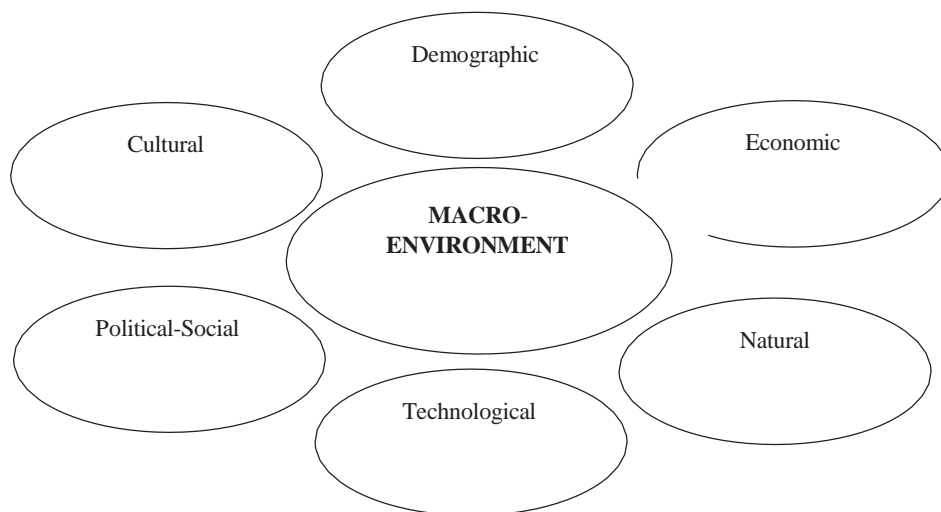 Demographic
Cultural
Economic
MACRO-
ENVIRONMENT
Political-Social
Natural
Technological